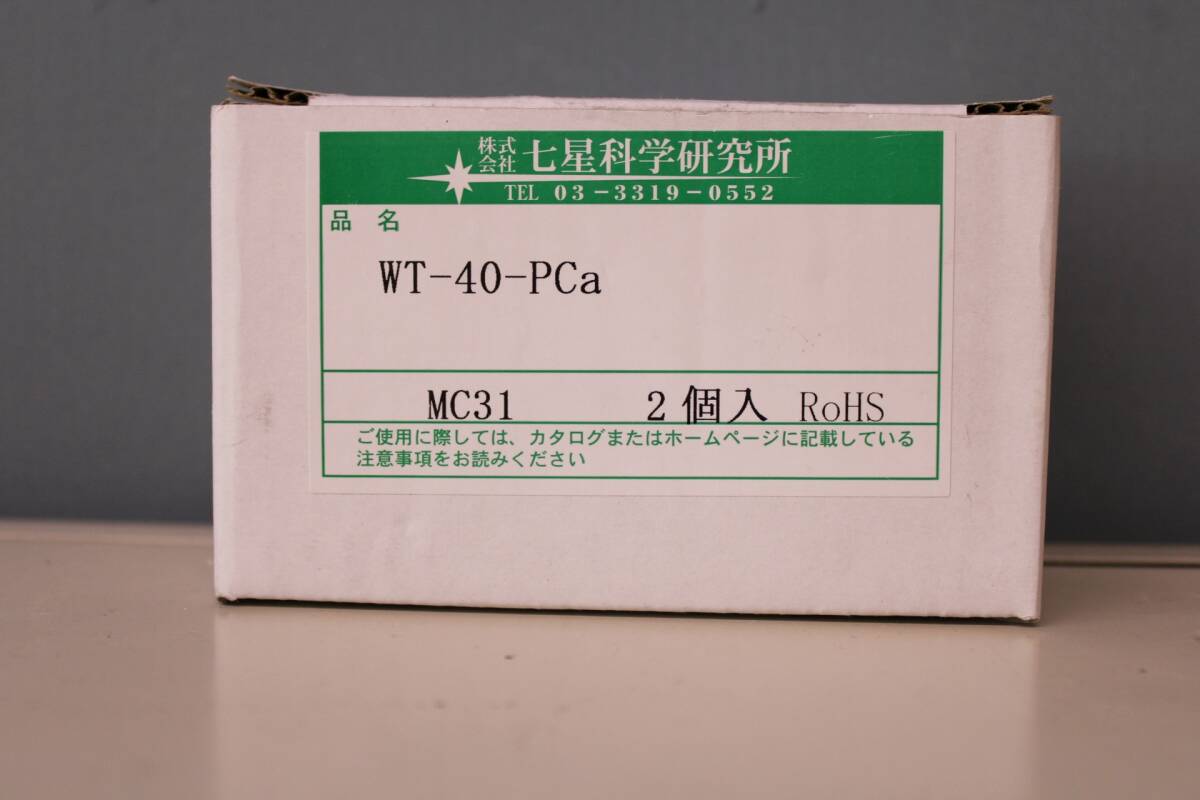 株式会社 七星科学研究所
TEL 03-3319-0552
品 名
WT-40-PCa
MC31 2個入 RoHS
ご使用に際しては、カタログまたはホームページに記載している
注意事項をお読みください